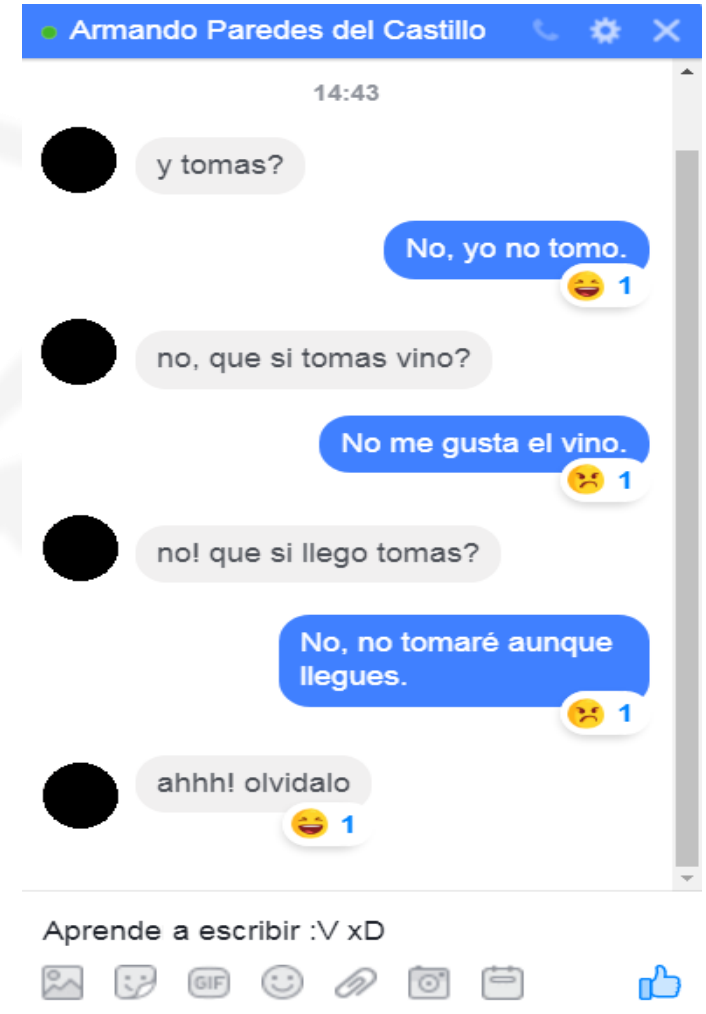 Armando Paredes del Castillo
14:43
y tomas?
No, yo no tomo.
1
no, que si tomas vino?
No me gusta el vino.
1
no! que si llego tomas?
No, no tomaré aunque
llegues.
1
ahhh! olvidalo
1
Aprende a escribir :V xD
GIF